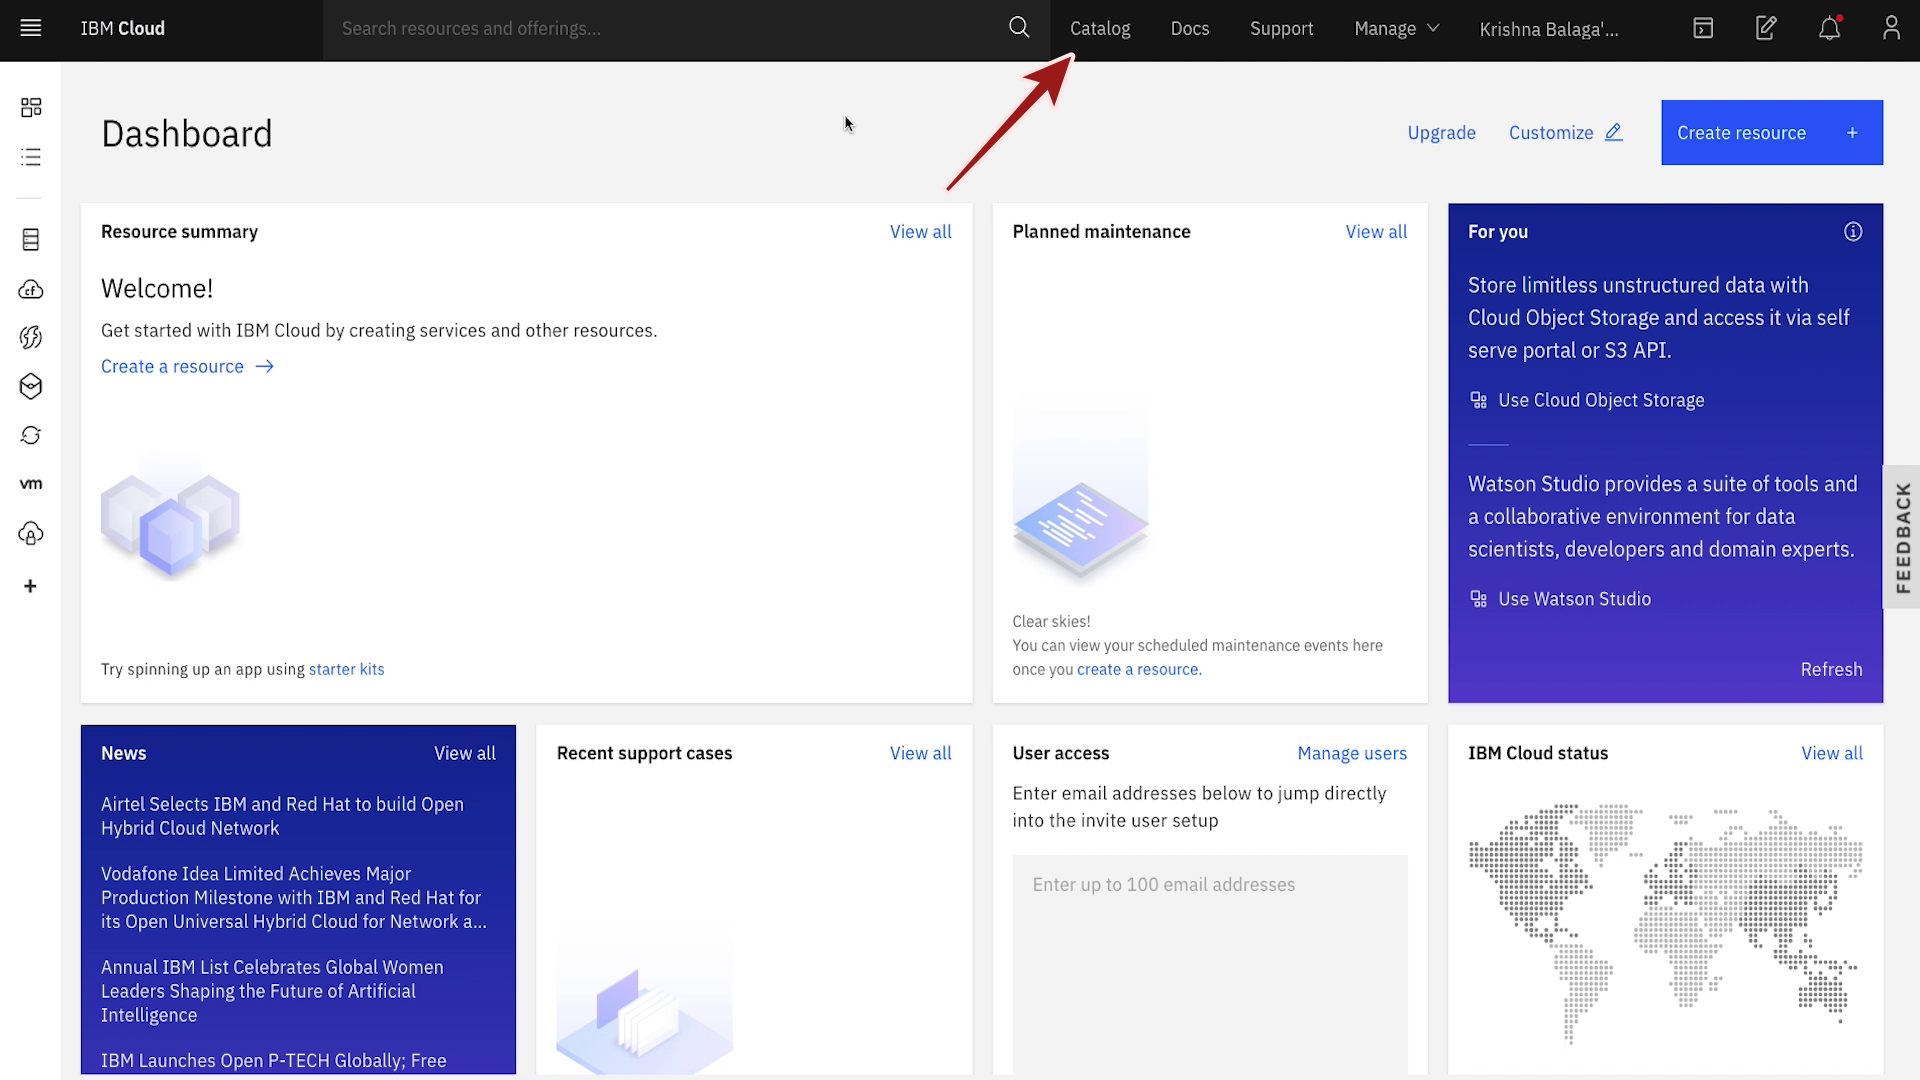 IBM Cloud
Search resources and offerings...
Catalog
Docs
Support
Manage
Krishna Balaga'...
Dashboard
Upgrade
Customize
Create resource +
Resource summary
View all
Welcome!
Get started with IBM Cloud by creating services and other resources.
Create a resource
Try spinning up an app using starter kits
Planned maintenance
View all
Clear skies!
You can view your scheduled maintenance events here
once you create a resource.
For you
Store limitless unstructured data with
Cloud Object Storage and access it via self
serve portal or S3 API.
Use Cloud Object Storage
Watson Studio provides a suite of tools and
a collaborative environment for data
scientists, developers and domain experts.
Use Watson Studio
Refresh
FEEDBACK
cf
vm
News
View all
Airtel Selects IBM and Red Hat to build Open
Hybrid Cloud Network
Vodafone Idea Limited Achieves Major
Production Milestone with IBM and Red Hat for
its Open Universal Hybrid Cloud for Network a...
Annual IBM List Celebrates Global Women
Leaders Shaping the Future of Artificial
Intelligence
IBM Launches Open P-TECH Globally; Free
Recent support cases
View all
User access
Manage users
Enter email addresses below to jump directly
into the invite user setup
Enter up to 100 email addresses
IBM Cloud status
View all